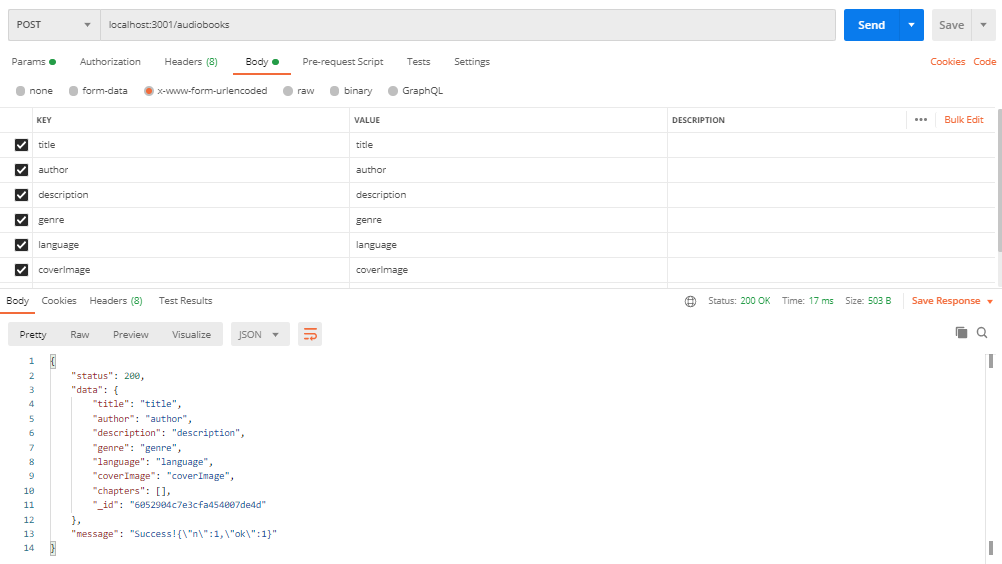 POST localhost:3001/audiobooks Send Save
Params Authorization Headers (8) Body Pre-request Script Tests Settings Cookies Code
none form-data x-www-form-urlencoded raw binary GraphQL
KEY VALUE DESCRIPTION ••• Bulk Edit
title title
author author
description description
genre genre
language language
coverImage coverImage
Body Cookies Headers (8) Test Results Status: 200 OK Time: 17 ms Size: 503 B Save Response
Pretty Raw Preview Visualize JSON
1 {
2 "status": 200,
3 "data": {
4 "title": "title",
5 "author": "author",
6 "description": "description",
7 "genre": "genre",
8 "language": "language",
9 "coverImage": "coverImage",
10 "chapters": [],
11 "_id": "6052904c7e3cfa454007de4d"
12 },
13 "message": "Success!{\"n\":1,\"ok\":1}"
14 }